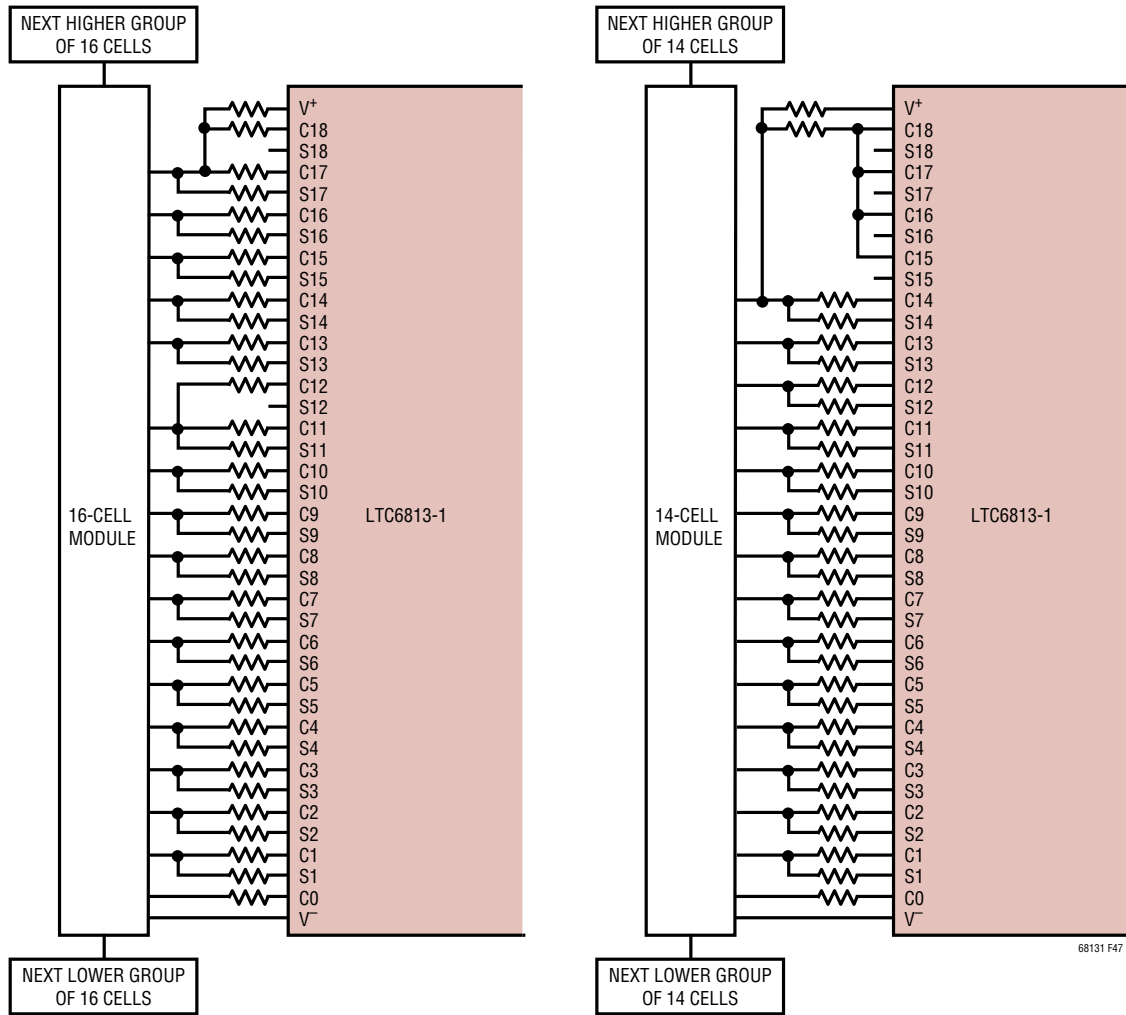 NEXT HIGHER GROUP
OF 16 CELLS
16-CELL
MODULE
V+
C18
S18
C17
S17
C16
S16
C15
S15
C14
S14
C13
S13
C12
S12
C11
S11
C10
S10
C9
S9
C8
S8
C7
S7
C6
S6
C5
S5
C4
S4
C3
S3
C2
S2
C1
S1
C0
V–
LTC6813-1
NEXT LOWER GROUP
OF 16 CELLS
NEXT HIGHER GROUP
OF 14 CELLS
14-CELL
MODULE
V+
C18
S18
C17
S17
C16
S16
C15
S15
C14
S14
C13
S13
C12
S12
C11
S11
C10
S10
C9
S9
C8
S8
C7
S7
C6
S6
C5
S5
C4
S4
C3
S3
C2
S2
C1
S1
C0
V–
LTC6813-1
NEXT LOWER GROUP
OF 14 CELLS
68131 F47